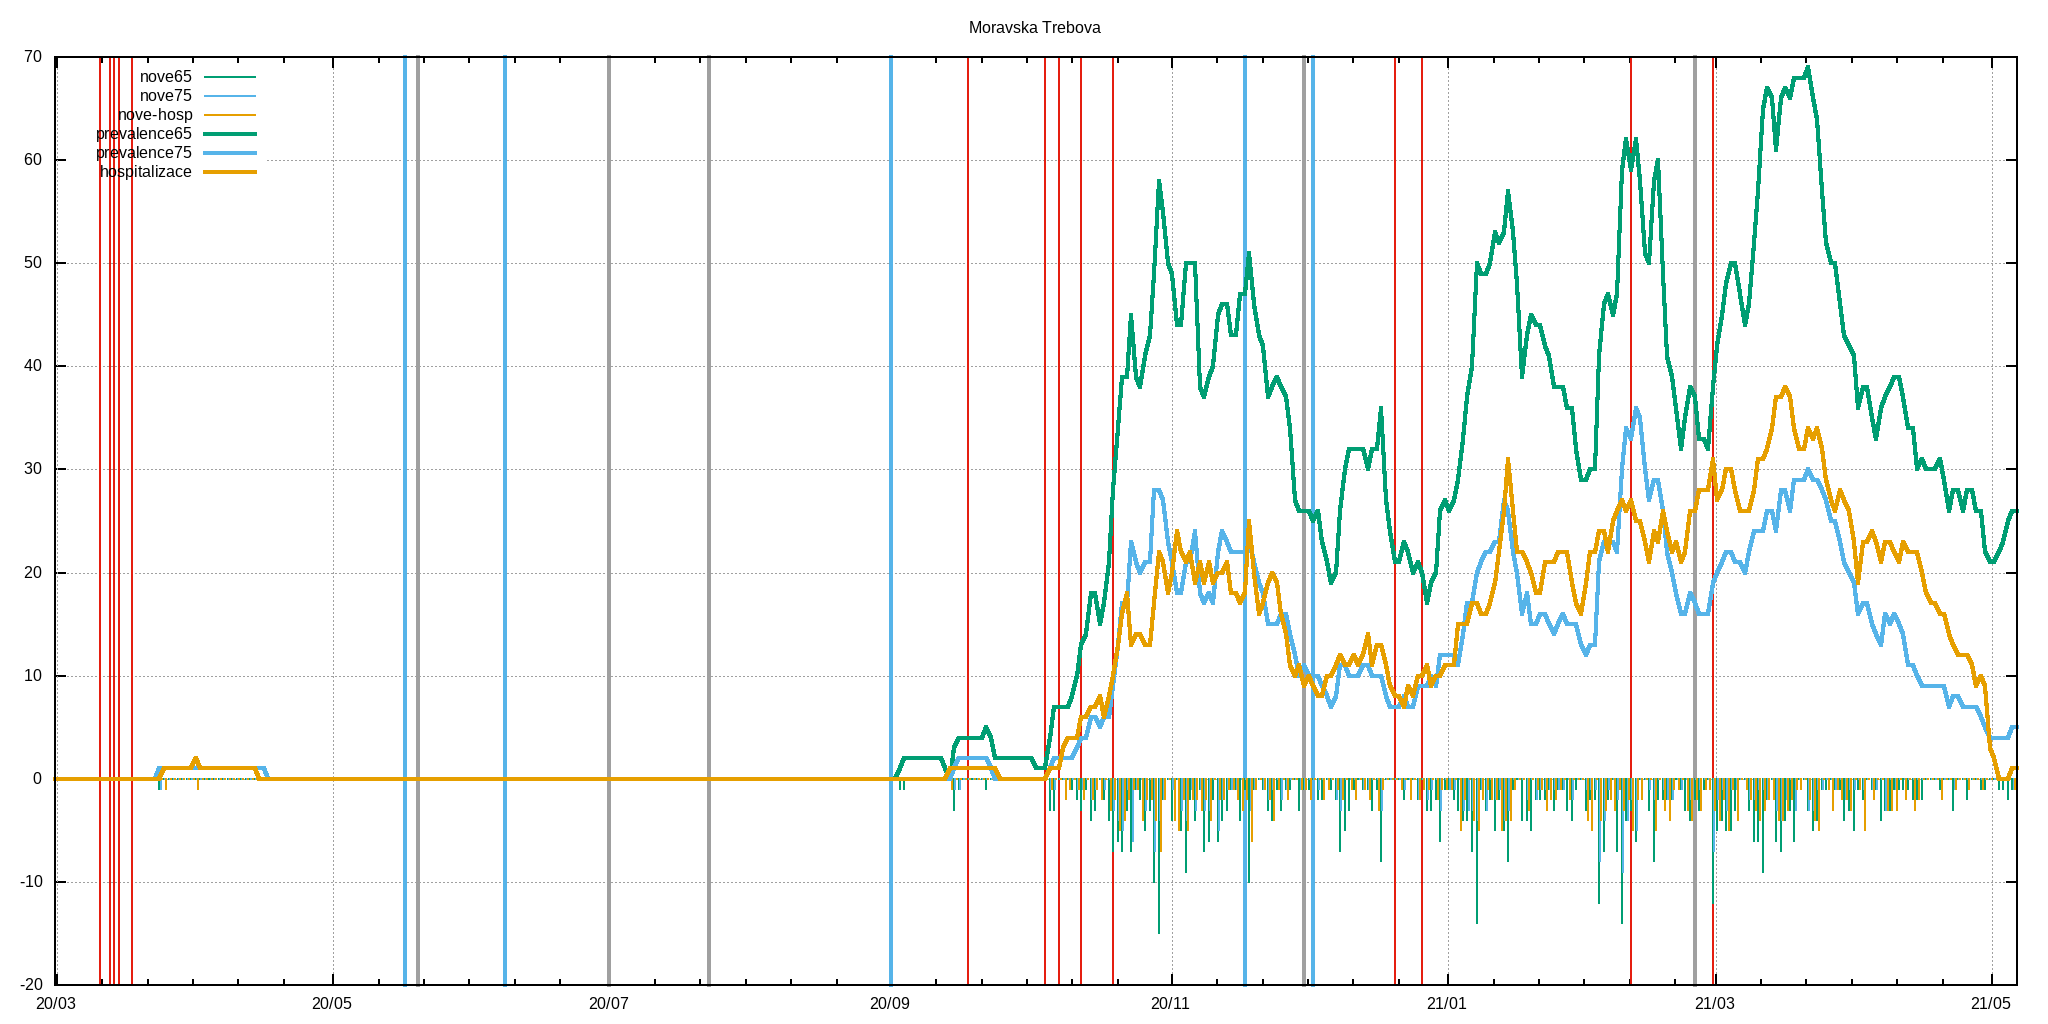 Moravska Trebova
70
60
50
40
30
20
10
0
-10
-20
nove65
nove75
nove-hosp
prevalence65
prevalence75
hospitalizace
20/03 20/05 20/07 20/09 20/11 21/01 21/03 21/05